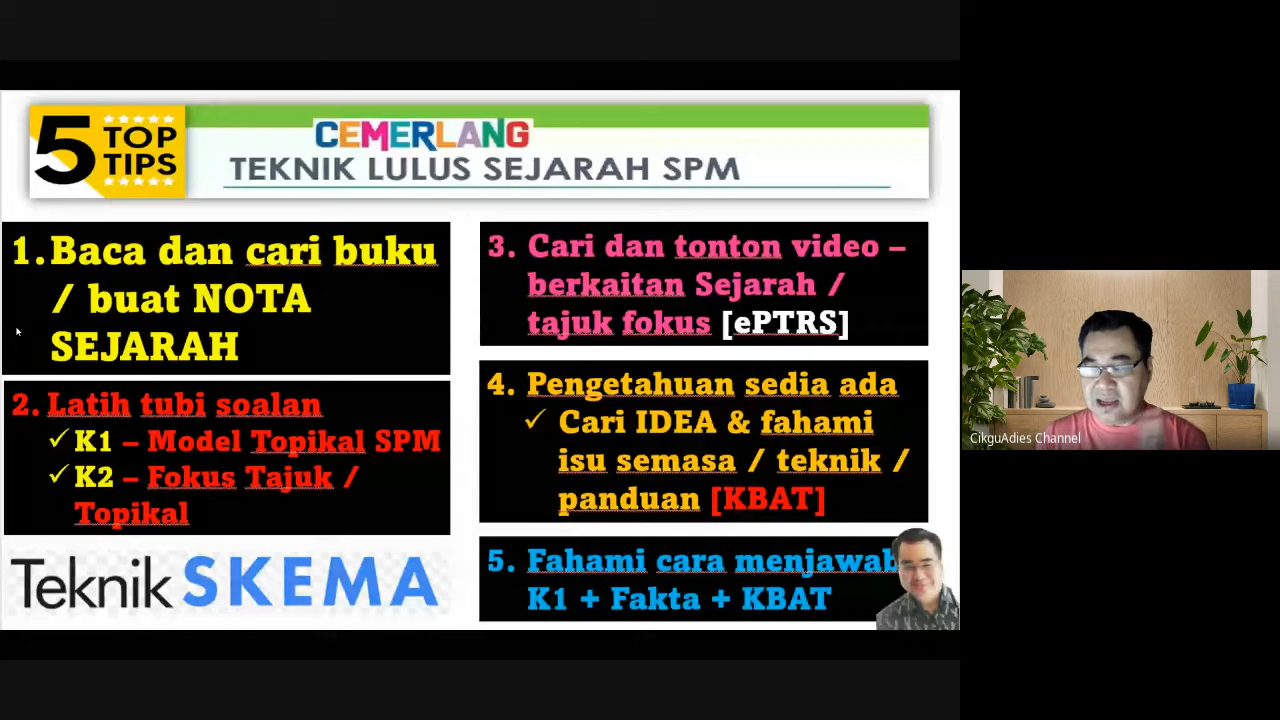 5 TOP
TIPS
CEMERLANG
TEKNIK LULUS SEJARAH SPM
1. Baca dan cari buku
/ buat NOTA
SEJARAH
2. Latih tubi soalan
✓ K1 – Model Topikal SPM
✓ K2 – Fokus Tajuk /
Topikal
Teknik SKEMA
3. Cari dan tonton video –
berkaitan Sejarah /
tajuk fokus [ePTRS]
4. Pengetahuan sedia ada
✓ Cari IDEA & fahami
isu semasa / teknik /
panduan [KBAT]
5. Fahami cara menjawab
K1 + Fakta + KBAT
CikguAdies Channel